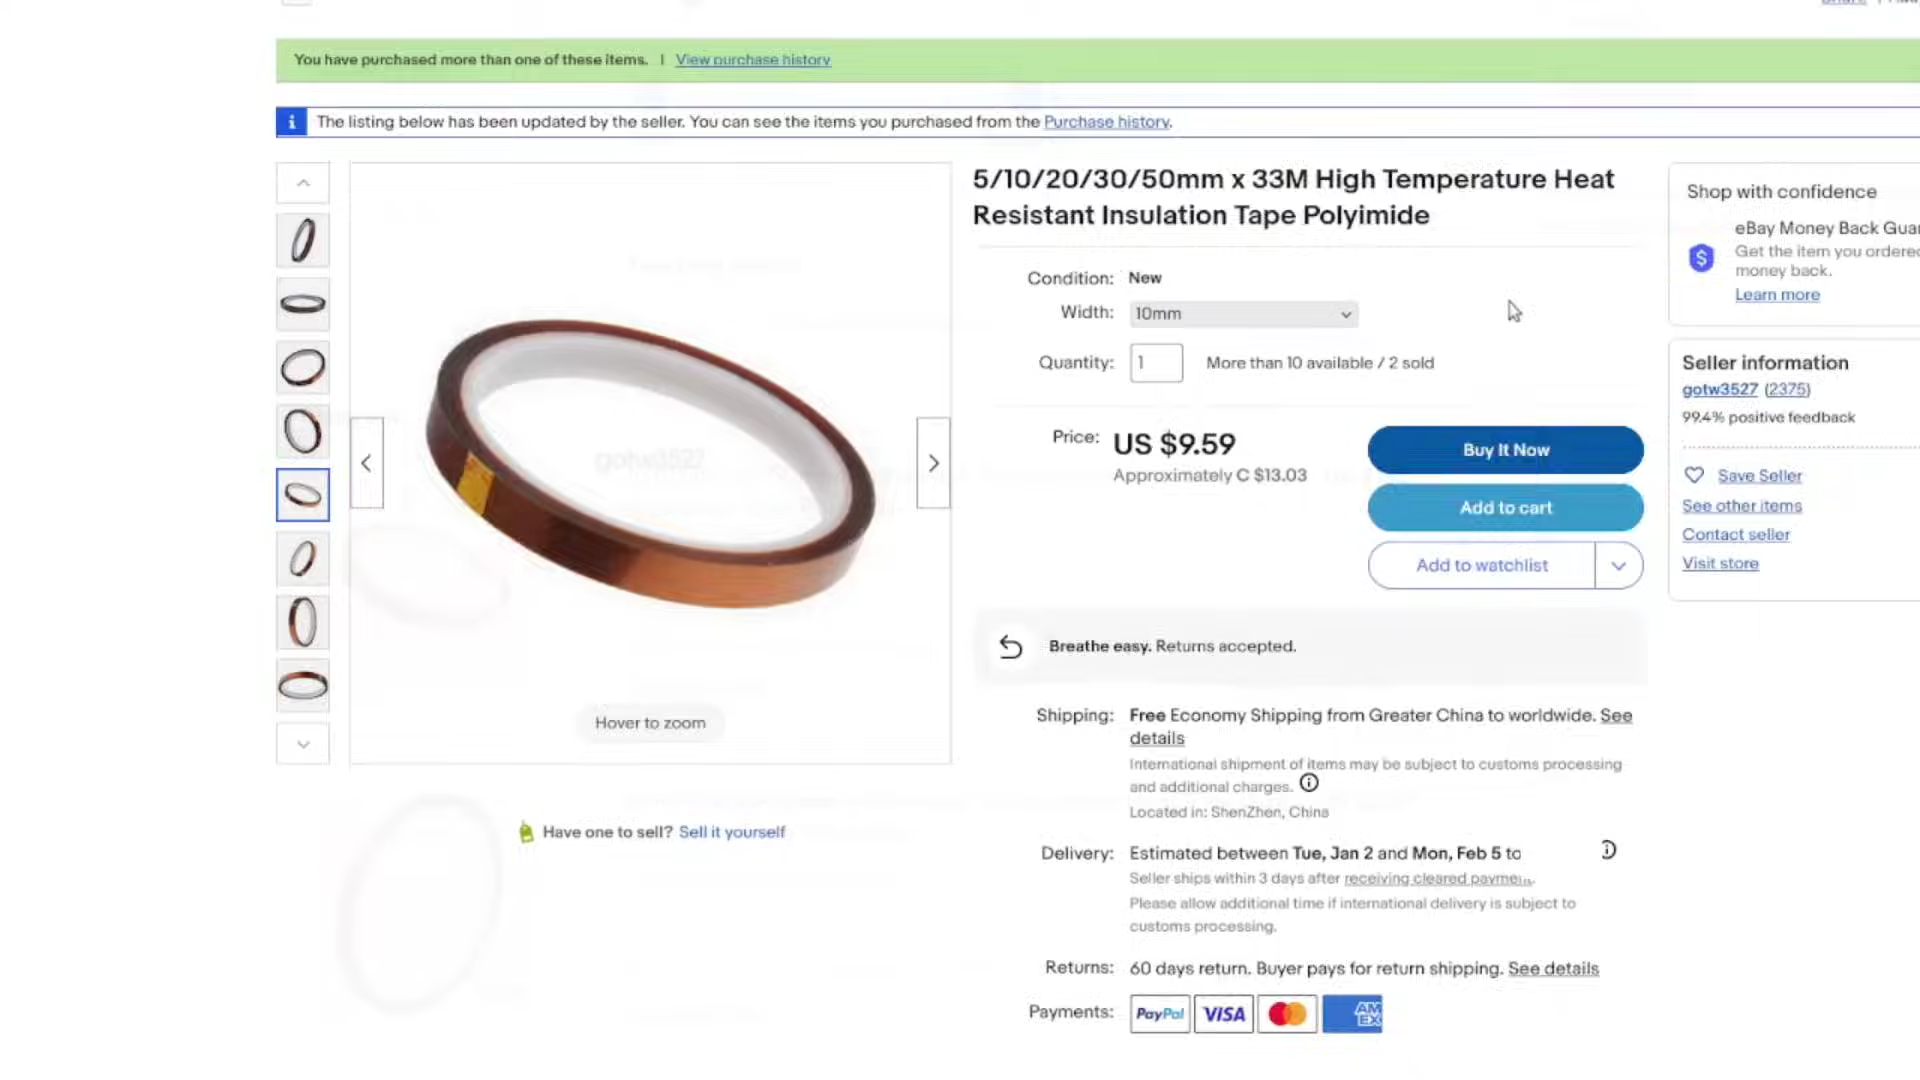 You have purchased more than one of these items. | View purchase history
The listing below has been updated by the seller. You can see the items you purchased from the Purchase history.
5/10/20/30/50mm x 33M High Temperature Heat
Resistant Insulation Tape Polyimide
Condition: New
Width: 10mm
Quantity: 1 More than 10 available / 2 sold
Price: US $9.59
Approximately C $13.03
Buy It Now
Add to cart
Add to watchlist
Breathe easy. Returns accepted.
Shipping: Free Economy Shipping from Greater China to worldwide. See
details
International shipment of items may be subject to customs processing
and additional charges.
Located in: ShenZhen, China
Delivery: Estimated between Tue, Jan 2 and Mon, Feb 5 to
Seller ships within 3 days after receiving cleared
Please allow additional time if international delivery is subject to
customs processing.
Returns: 60 days return. Buyer pays for return shipping. See details
Payments: PayPal VISA AM
EX
gotw3527
Hover to zoom
Have one to sell? Sell it yourself
Shop with confidence
eBay Money Back
Get the item you
money back.
Learn more
Seller information
gotw3527 (2375)
99.4% positive feedback
Save Seller
See other items
Contact seller
Visit store